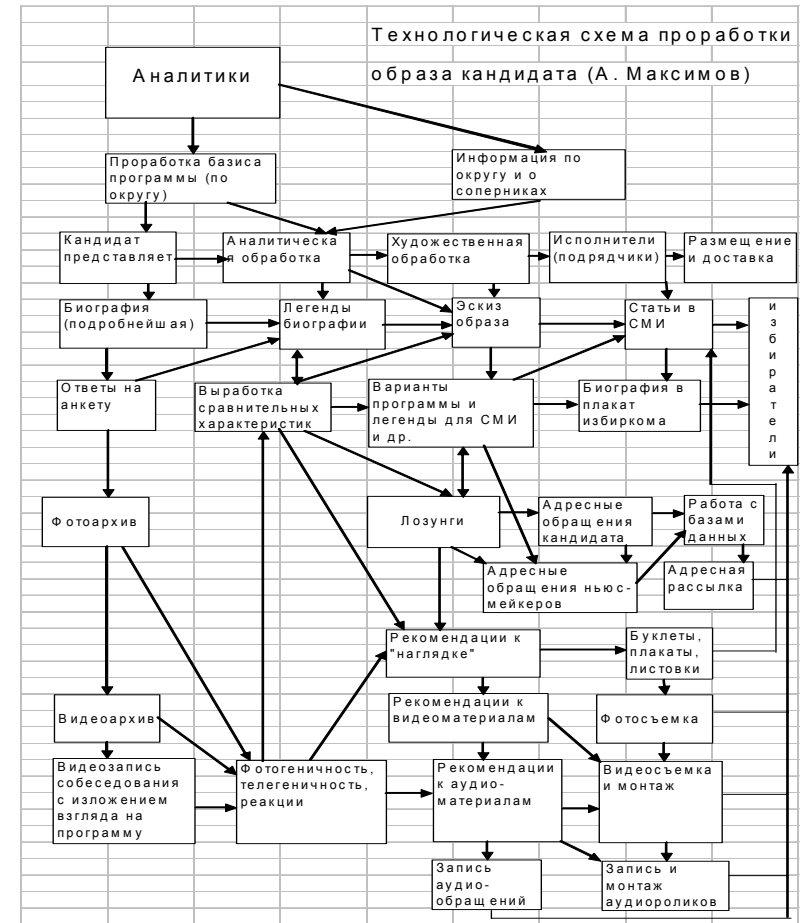 Технологическая схема проработки
образа кандидата (А. Максимов)
Аналитики
Проработка базиса
программы (по
округу)
Информация по
округу и о
соперниках
Кандидат
представляет
Аналитическа
я обработка
Художественная
обработка
Исполнители
(подрядчики)
Размещение
и доставка
Биография
(подробнейшая)
Легенды
биографии
Эскиз
образа
Статьи в
СМИ
избиратели
Ответы на
анкету
Выработка
сравнительных
характеристик
Варианты
программы и
легенды для СМИ
и др.
Биография в
плакат
избиркома
Фотоархив
Лозунги
Адресные
обращения
кандидата
Работа с
базами
данных
Адресные
обращения ньюс-
мейкеров
Адресная
рассылка
Рекомендации к
"наглядке"
Буклеты,
плакаты,
листовки
Видеоархив
Рекомендации к
видеоматериалам
Фотосъемка
Видеозапись
собеседования
с изложением
взгляда на
программу
Фотогеничность,
телегеничность,
реакции
Рекомендации
к аудио-
материалам
Видеосъемка
и монтаж
Запись
аудио-
обращений
Запись и
монтаж
аудиороликов